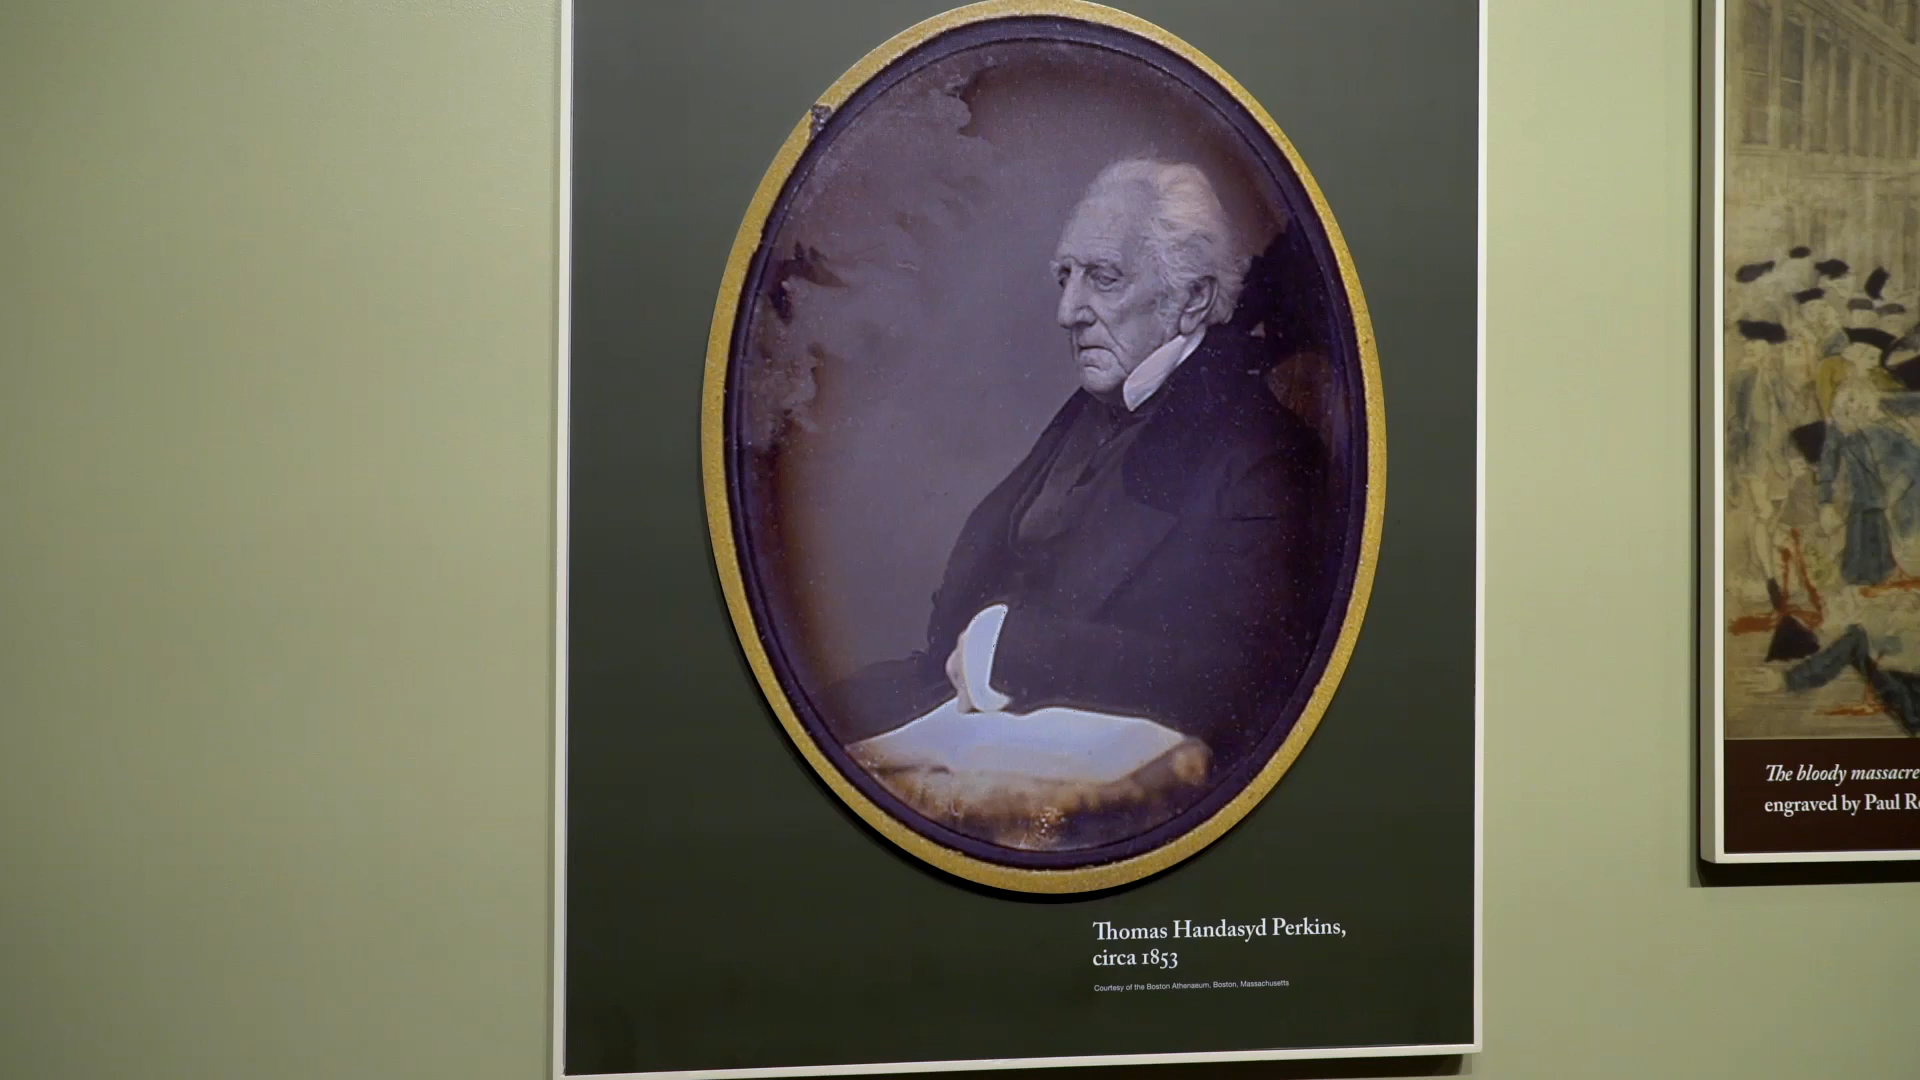 Thomas Handasyd Perkins,
circa 1853
Courtesy of the Boston Athenaeum, Boston, Massachusetts
The bloody massacre
engraved by Paul